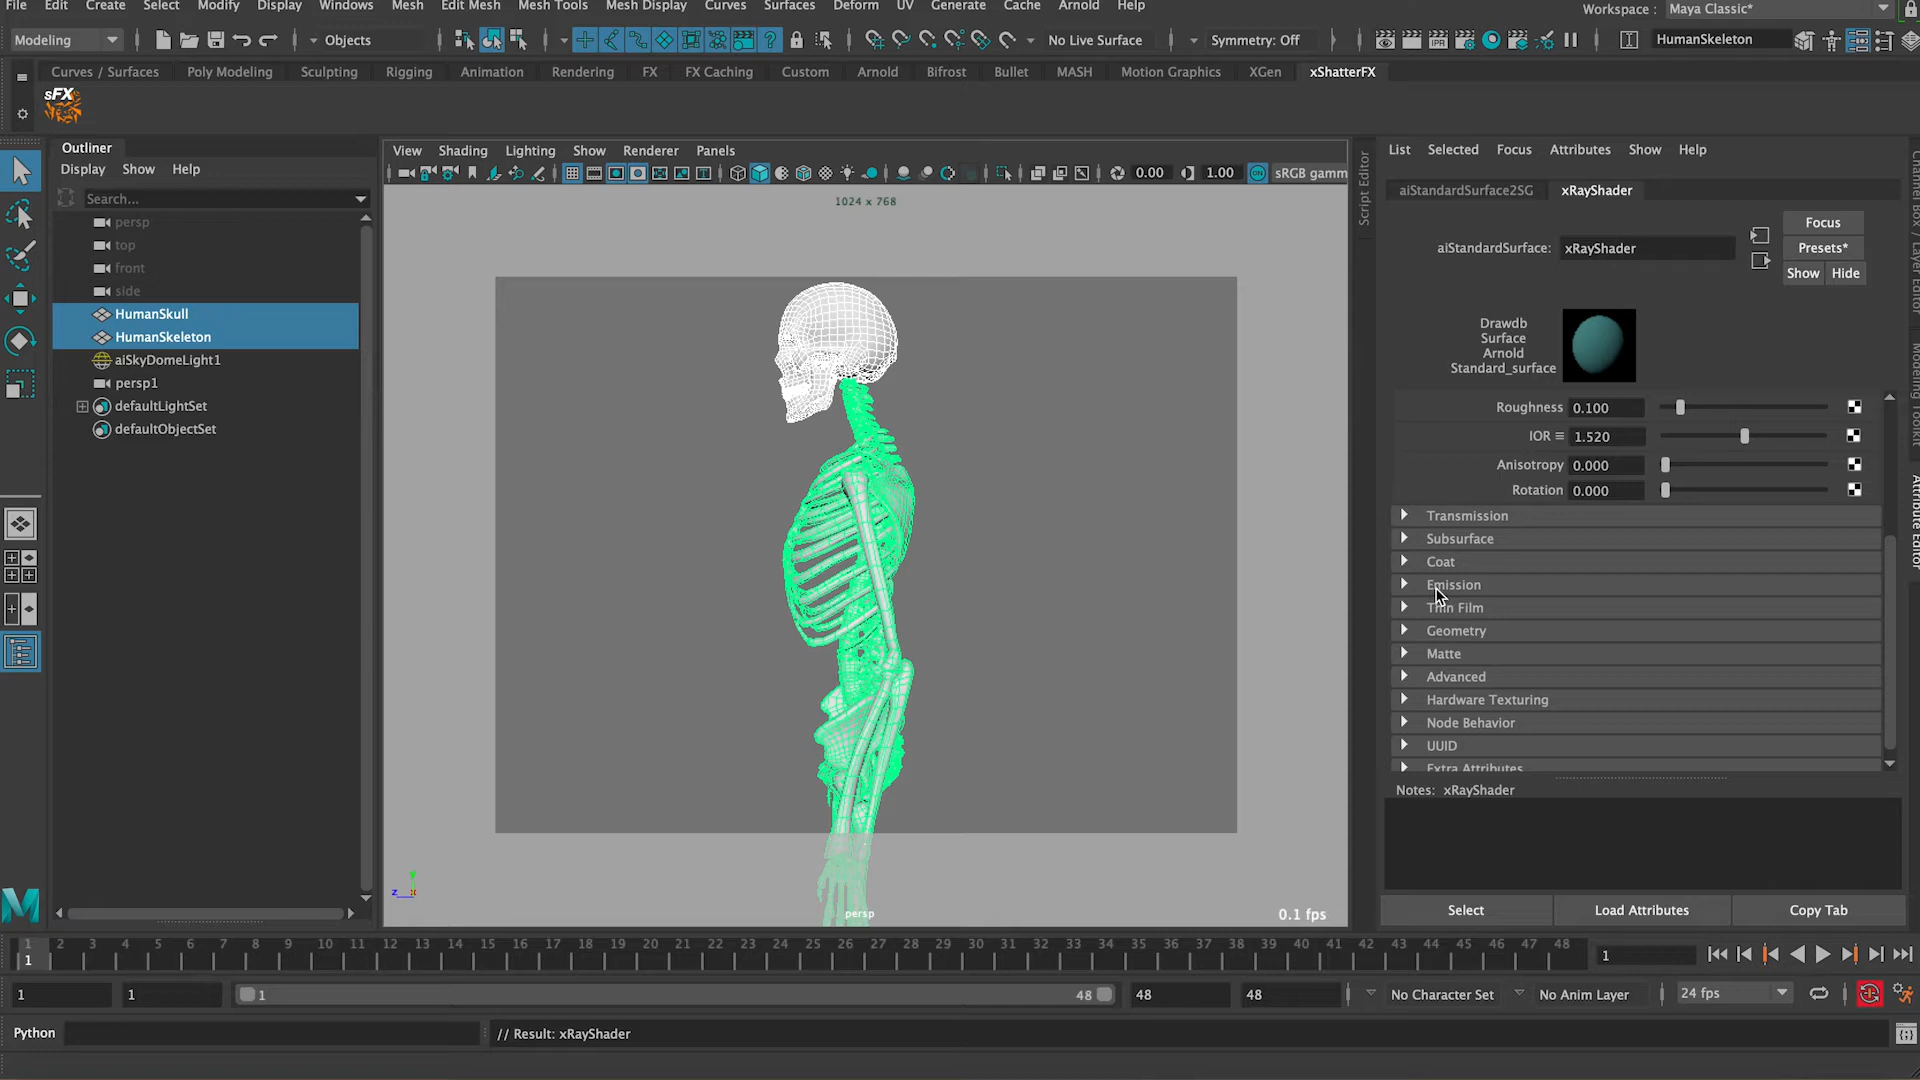 File Edit Create Select Modify Display Windows Mesh Edit Mesh Mesh Tools Mesh Display Curves Surfaces Deform UV Generate Cache Arnold Help Workspace : Maya Classic*
Modeling Objects No Live Surface Symmetry: Off HumanSkeleton
Curves / Surfaces Poly Modeling Sculpting Rigging Animation Rendering FX FX Caching Custom Arnold Bifrost Bullet MASH Motion Graphics XGen xShatterFX
sFX
Outliner
Display Show Help
Search...
persp
top
front
side
HumanSkull
HumanSkeleton
aiSkyDomeLight1
persp1
defaultLightSet
defaultObjectSet
View Shading Lighting Show Renderer Panels
0.00 1.00 ON sRGB gamm
1024 x 768
z
persp
0.1 fps
Script Editor
List Selected Focus Attributes Show Help
aiStandardSurface2SG xRayShader
Focus
aiStandardSurface: xRayShader
Presets*
Show Hide
Drawdb
Surface
Arnold
Standard_surface
Roughness 0.100
IOR 1.520
Anisotropy 0.000
Rotation 0.000
Transmission
Subsurface
Coat
Emission
Thin Film
Geometry
Matte
Advanced
Hardware Texturing
Node Behavior
UUID
Extra Attributes
Notes: xRayShader
Select Load Attributes Copy Tab
Channel Box / Layer Editor
Modeling Toolkit
Attribute Editor
1 2 3 4 5 6 7 8 9 10 11 12 13 14 15 16 17 18 19 20 21 22 23 24 25 26 27 28 29 30 31 32 33 34 35 36 37 38 39 40 41 42 43 44 45 46 47 48
1 1
1 1 1 48 48 48 No Character Set No Anim Layer 24 fps
Python // Result: xRayShader